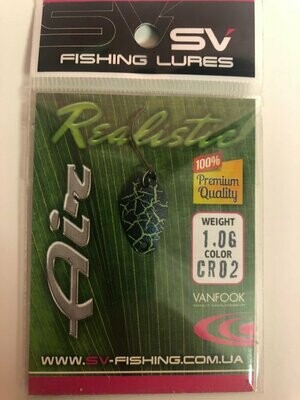 SV SV
FISHING LURES
Realistic
Air
100%
Premium
Quality
WEIGHT
1.0G
COLOR
CR02
VANFOOK
WWW.SV-FISHING.COM.UA